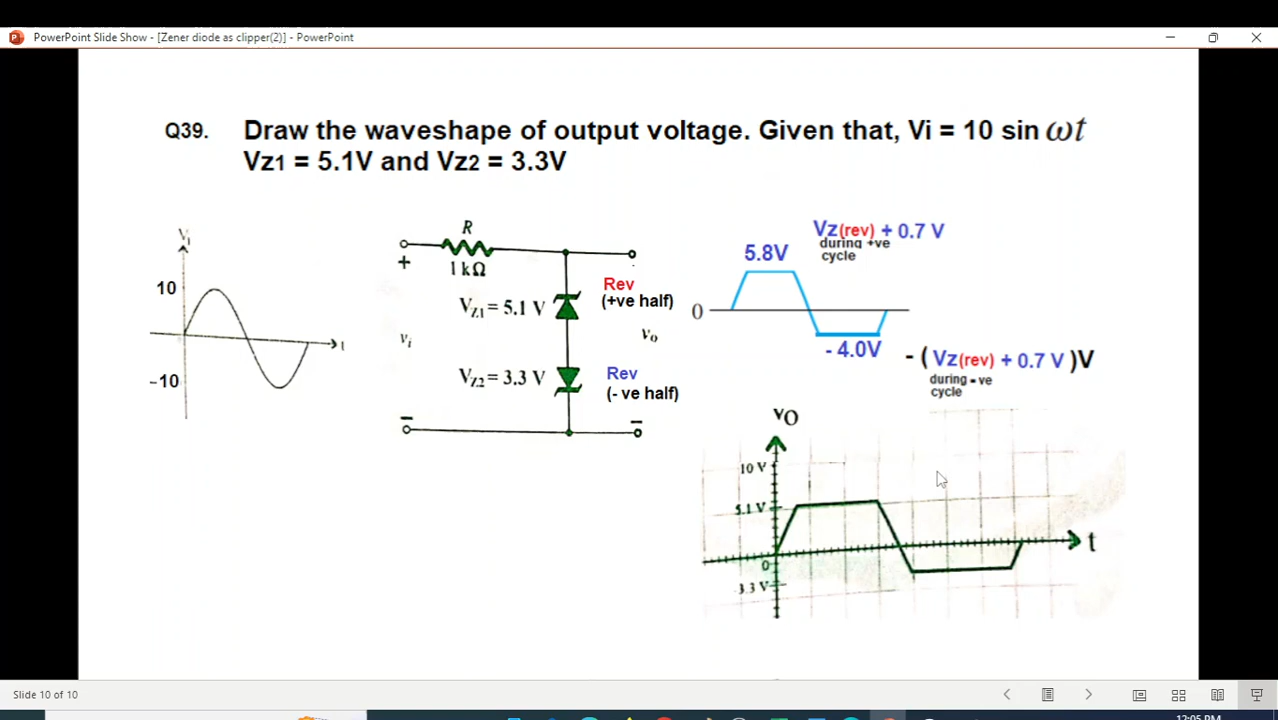 PowerPoint Slide Show - [Zener diode as clipper(2)] - PowerPoint
Q39. Draw the waveshape of output voltage. Given that, Vi = 10 sin ωt
Vz1 = 5.1V and Vz2 = 3.3V
Vi
10
-10
t
R
1 kΩ
+
VZ1 = 5.1 V
Rev
(+ve half)
vi
vo
VZ2 = 3.3 V
Rev
(- ve half)
–
–
5.8V
Vz(rev) + 0.7 V
during +ve
cycle
0
- 4.0V
- ( Vz(rev) + 0.7 V )V
during - ve
cycle
vO
10 V
5.1 V
0
3.3 V
t
Slide 10 of 10
12:05 PM